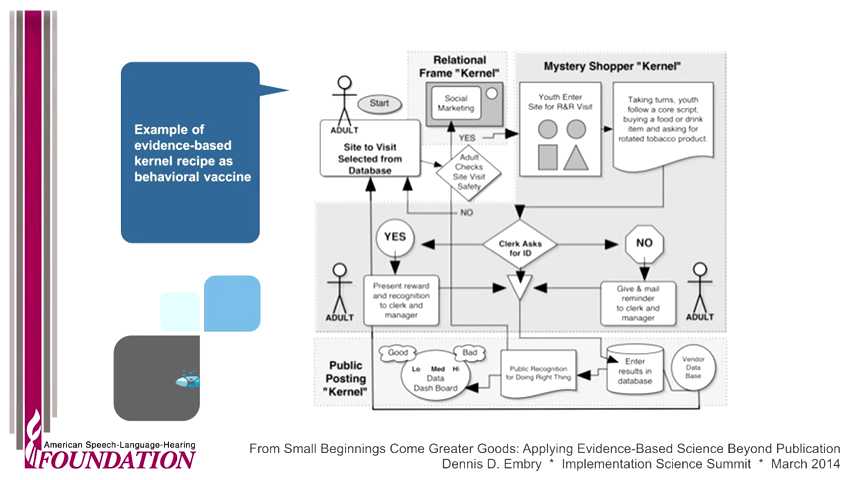 Example of
evidence-based
kernel recipe as
behavioral vaccine
Start
ADULT
Site to Visit
Selected from
Database
Relational
Frame "Kernel"
Social
Marketing
YES
Adult
Checks
Site Visit
Safety
NO
Mystery Shopper "Kernel"
Youth Enter
Site for R&R Visit
Taking turns, youth
follow a core script,
buying a food or drink
item and asking for
rotated tobacco product.
YES
Clerk Asks
for ID
NO
ADULT
Present reward
and recognition
to clerk and
manager
Give & mail
reminder
to clerk and
manager
ADULT
Public
Posting
"Kernel"
Good
Bad
Lo Med Hi
Data
Dash Board
Public Recognition
for Doing Right Thing
Enter
results in
database
Vendor
Data
Base
American Speech-Language-Hearing
FOUNDATION
From Small Beginnings Come Greater Goods: Applying Evidence-Based Science Beyond Publication
Dennis D. Embry * Implementation Science Summit * March 2014